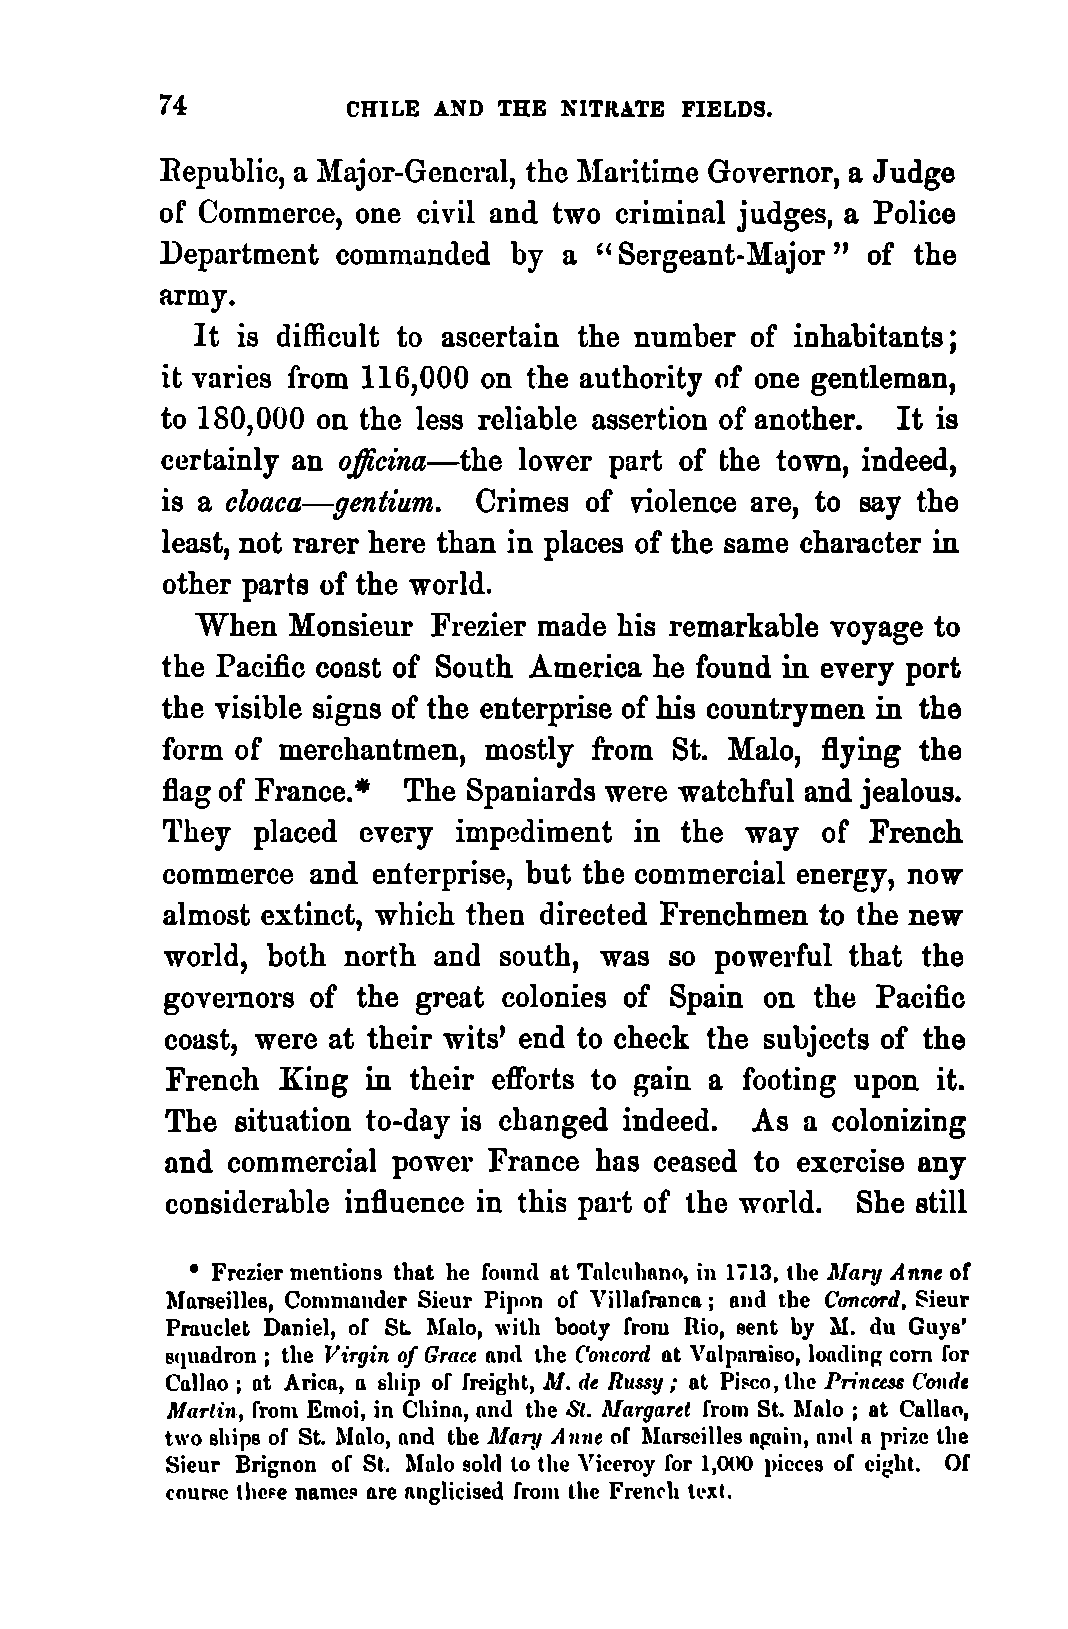 74 CHILE AND THE NITRATE FIELDS.
Republic, a Major-General, the Maritime Governor, a Judge
of Commerce, one civil and two criminal judges, a Police
Department commanded by a “Sergeant-Major” of the
army.
It is difficult to ascertain the number of inhabitants;
it varies from 116,000 on the authority of one gentleman,
to 180,000 on the less reliable assertion of another. It is
certainly an officina—the lower part of the town, indeed,
is a cloaca—gentium. Crimes of violence are, to say the
least, not rarer here than in places of the same character in
other parts of the world.
When Monsieur Frezier made his remarkable voyage to
the Pacific coast of South America he found in every port
the visible signs of the enterprise of his countrymen in the
form of merchantmen, mostly from St. Malo, flying the
flag of France.* The Spaniards were watchful and jealous.
They placed every impediment in the way of French
commerce and enterprise, but the commercial energy, now
almost extinct, which then directed Frenchmen to the new
world, both north and south, was so powerful that the
governors of the great colonies of Spain on the Pacific
coast, were at their wits’ end to check the subjects of the
French King in their efforts to gain a footing upon it.
The situation to-day is changed indeed. As a colonizing
and commercial power France has ceased to exercise any
considerable influence in this part of the world. She still
* Frezier mentions that he found at Talcuhano, in 1713, the Mary Anne of
Marseilles, Commander Sieur Pipon of Villafranca; and the Concord, Sieur
Prauclet Daniel, of St. Malo, with booty from Rio, sent by M. du Guys’
squadron; the Virgin of Grace and the Concord at Valparaiso, loading corn for
Callao; at Arica, a ship of freight, M. de Russy; at Pisco, the Princess Conde
Martin, from Emoi, in China, and the St. Margaret from St. Malo; at Callao,
two ships of St. Malo, and the Mary Anne of Marseilles again, and a prize the
Sieur Brignon of St. Malo sold to the Viceroy for 1,000 pieces of eight. Of
course these names are anglicised from the French text.